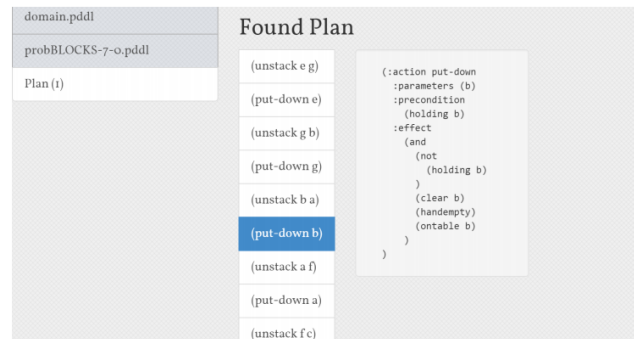 domain.pddl
probBLOCKS-7-0.pddl
Plan (1)
Found Plan
(unstack e g)
(put-down e)
(unstack g b)
(put-down g)
(unstack b a)
(put-down b)
(unstack a f)
(put-down a)
(unstack f c)
(:action put-down
  :parameters (b)
  :precondition
    (holding b)
  :effect
    (and
      (not
        (holding b)
      )
      (clear b)
      (handempty)
      (ontable b)
    )
)